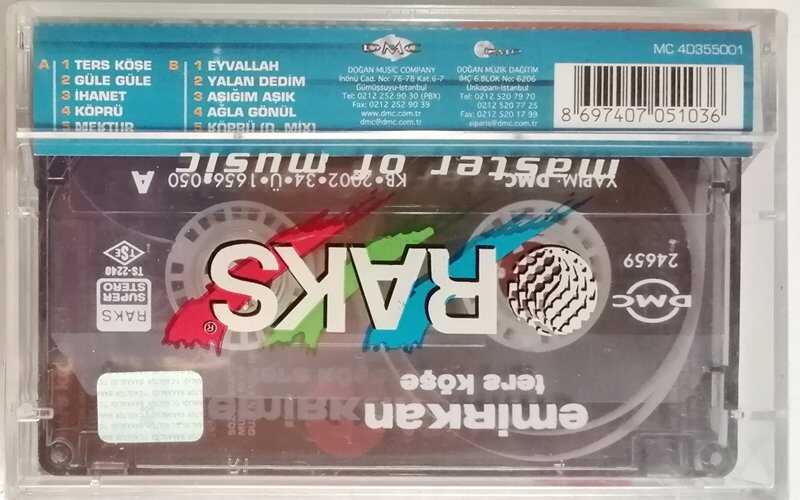 A 1 TERS KÖŞE
2 GÜLE GÜLE
3 İHANET
4 KÖPRÜ
5 MEKTUP
B 1 EYVALLAH
2 YALAN DEDİM
3 AŞIĞIM AŞIK
4 AĞLA GÖNÜL
5 KÖPRÜ (D. MIX)
DMC
DOĞAN MUSIC COMPANY
İnönü Cad. No: 76-78 Kat:6-7
Gümüşsuyu-İstanbul
Tel: 0212 252 90 30 (PBX)
Fax: 0212 252 90 39
www.dmc.com.tr
dmc@dmc.com.tr
DOĞAN MÜZİK DAĞITIM
İMÇ 6.BLOK No: 6206
Unkapanı-İstanbul
Tel: 0212 520 79 70
0212 520 77 25
Fax: 0212 520 17 99
siparis@dmc.com.tr
MC 4D355001
8 697407 051036
master of music
YAPIM: DMC KB•2002•34•Ü•1656•050
A
RAKS
®
DMC
24659
TSE
TS-2240
RAKS
SUPER
STERO
emirkan
ters köşe